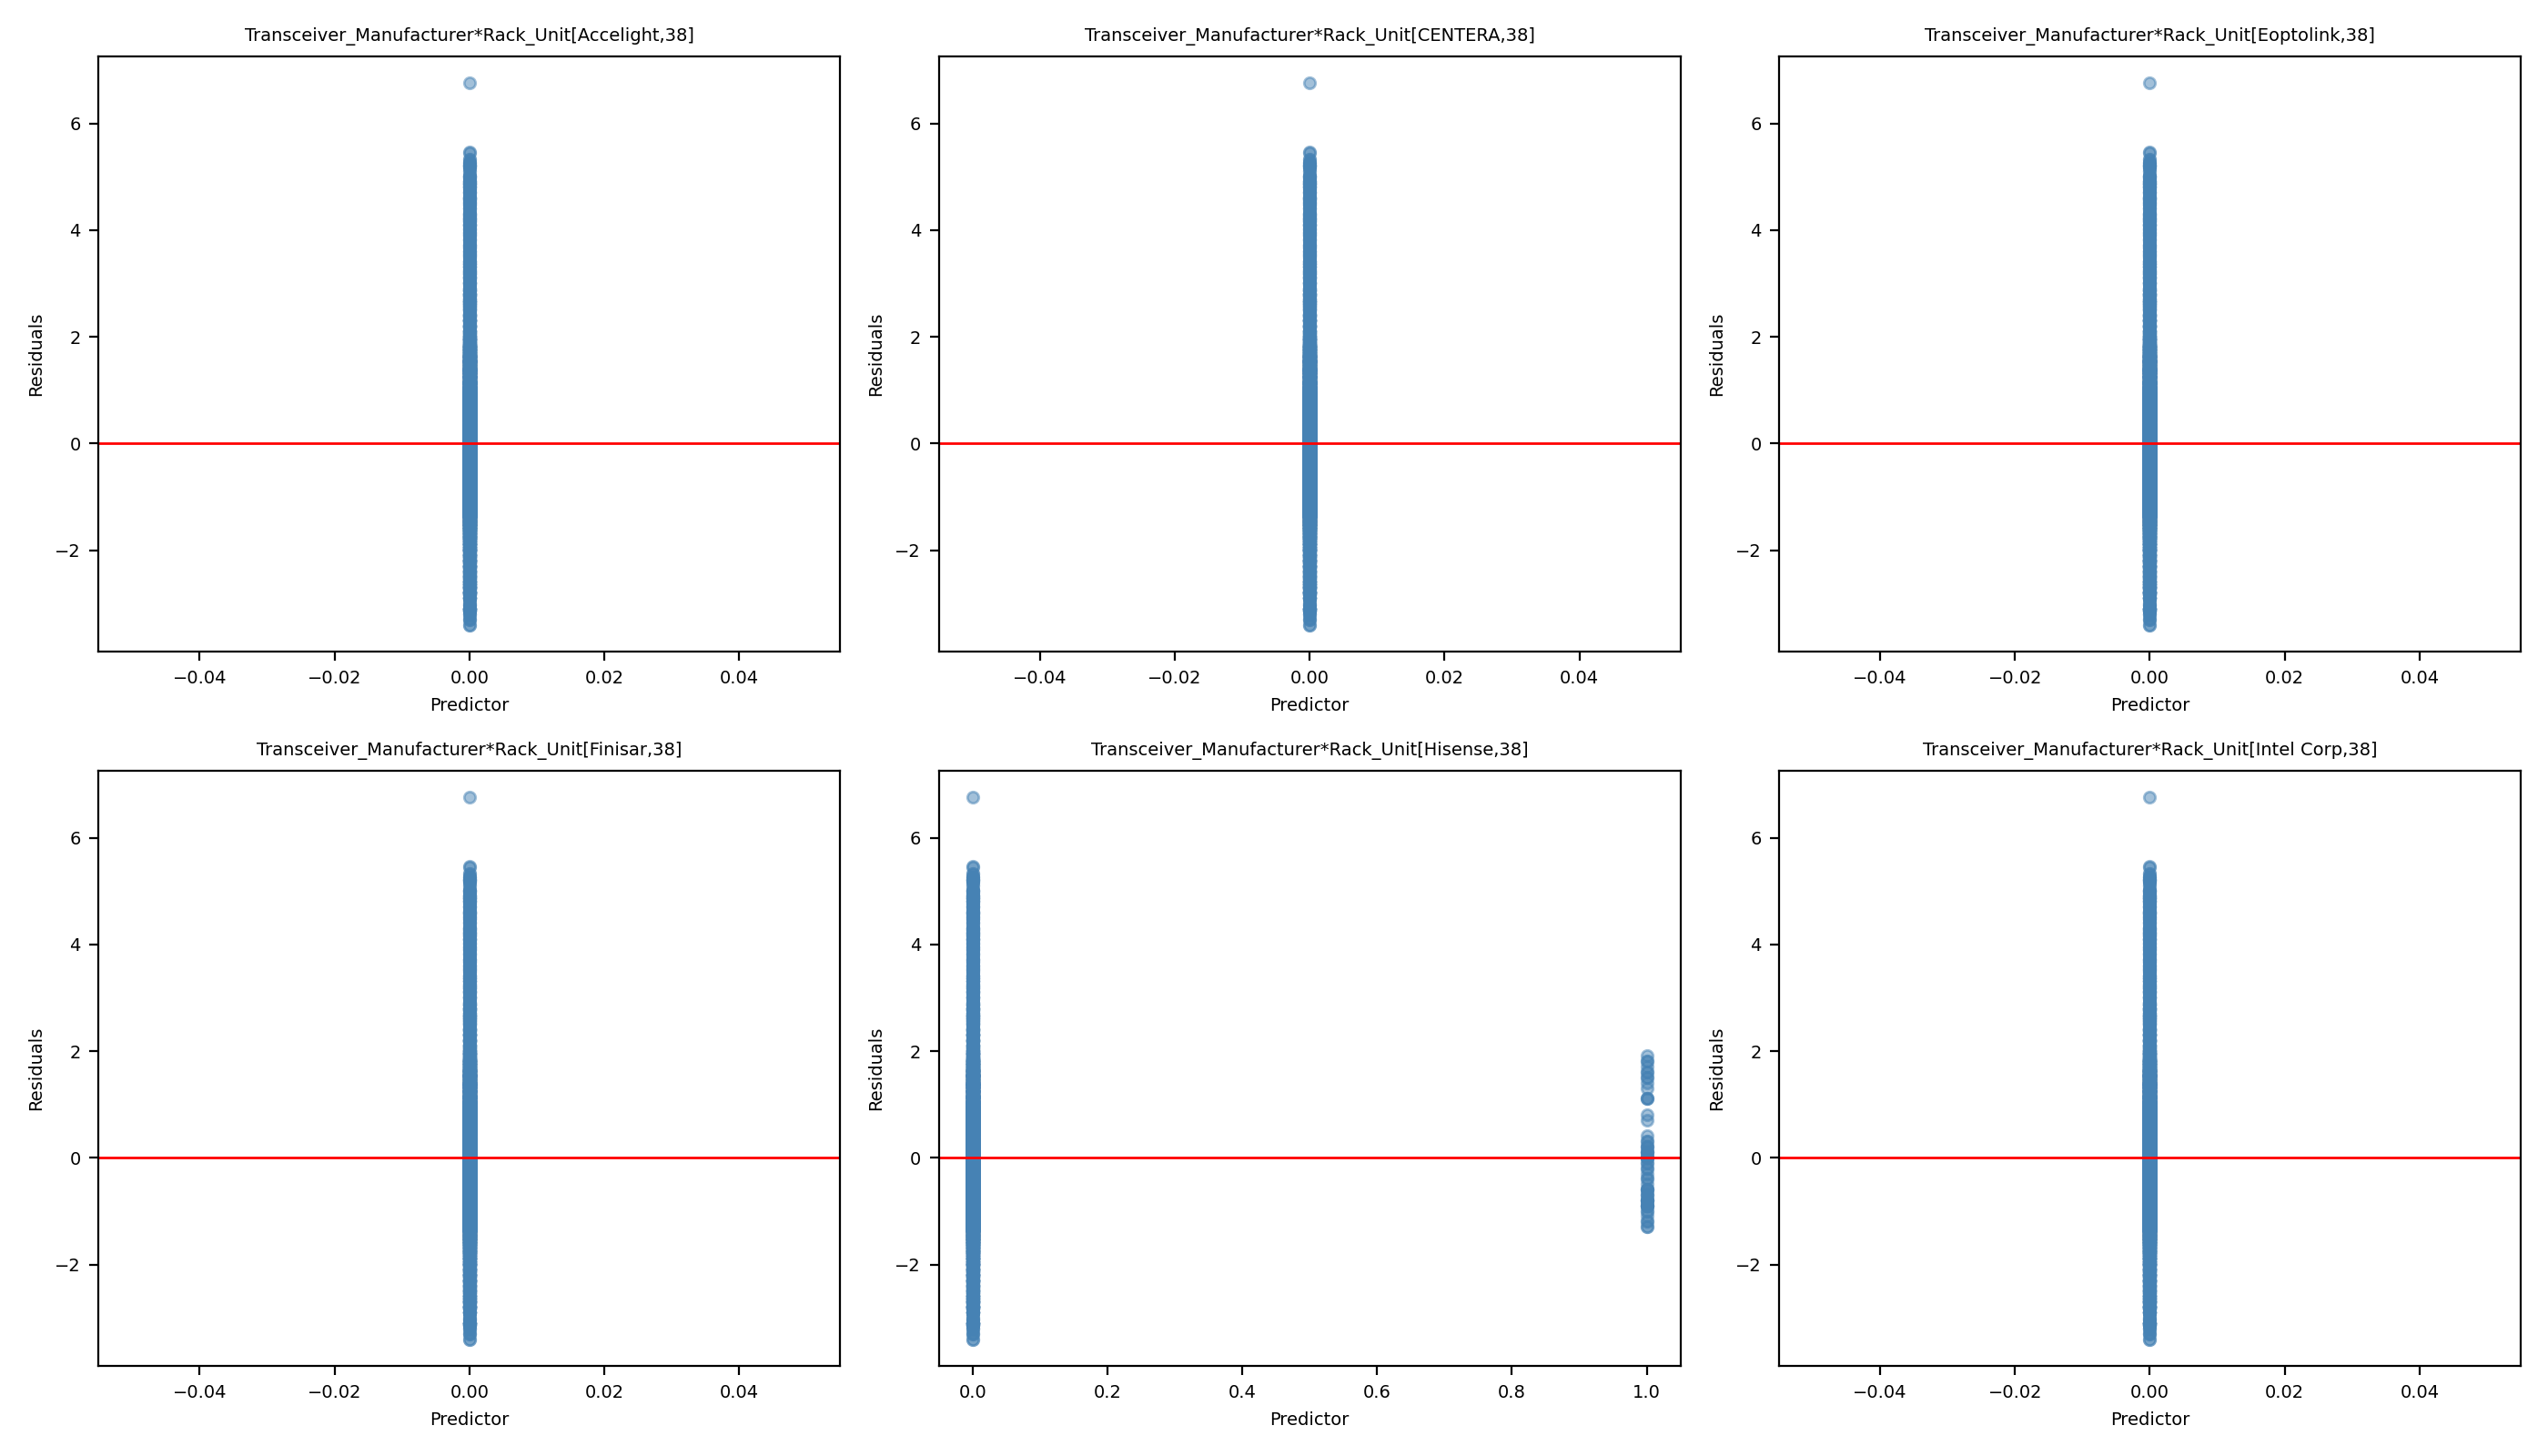 Transceiver_Manufacturer*Rack_Unit[Accelight,38]
Residuals
6
4
2
0
−2
−0.04 −0.02 0.00 0.02 0.04
Predictor
Transceiver_Manufacturer*Rack_Unit[CENTERA,38]
Residuals
6
4
2
0
−2
−0.04 −0.02 0.00 0.02 0.04
Predictor
Transceiver_Manufacturer*Rack_Unit[Eoptolink,38]
Residuals
6
4
2
0
−2
−0.04 −0.02 0.00 0.02 0.04
Predictor
Transceiver_Manufacturer*Rack_Unit[Finisar,38]
Residuals
6
4
2
0
−2
−0.04 −0.02 0.00 0.02 0.04
Predictor
Transceiver_Manufacturer*Rack_Unit[Hisense,38]
Residuals
6
4
2
0
−2
0.0 0.2 0.4 0.6 0.8 1.0
Predictor
Transceiver_Manufacturer*Rack_Unit[Intel Corp,38]
Residuals
6
4
2
0
−2
−0.04 −0.02 0.00 0.02 0.04
Predictor